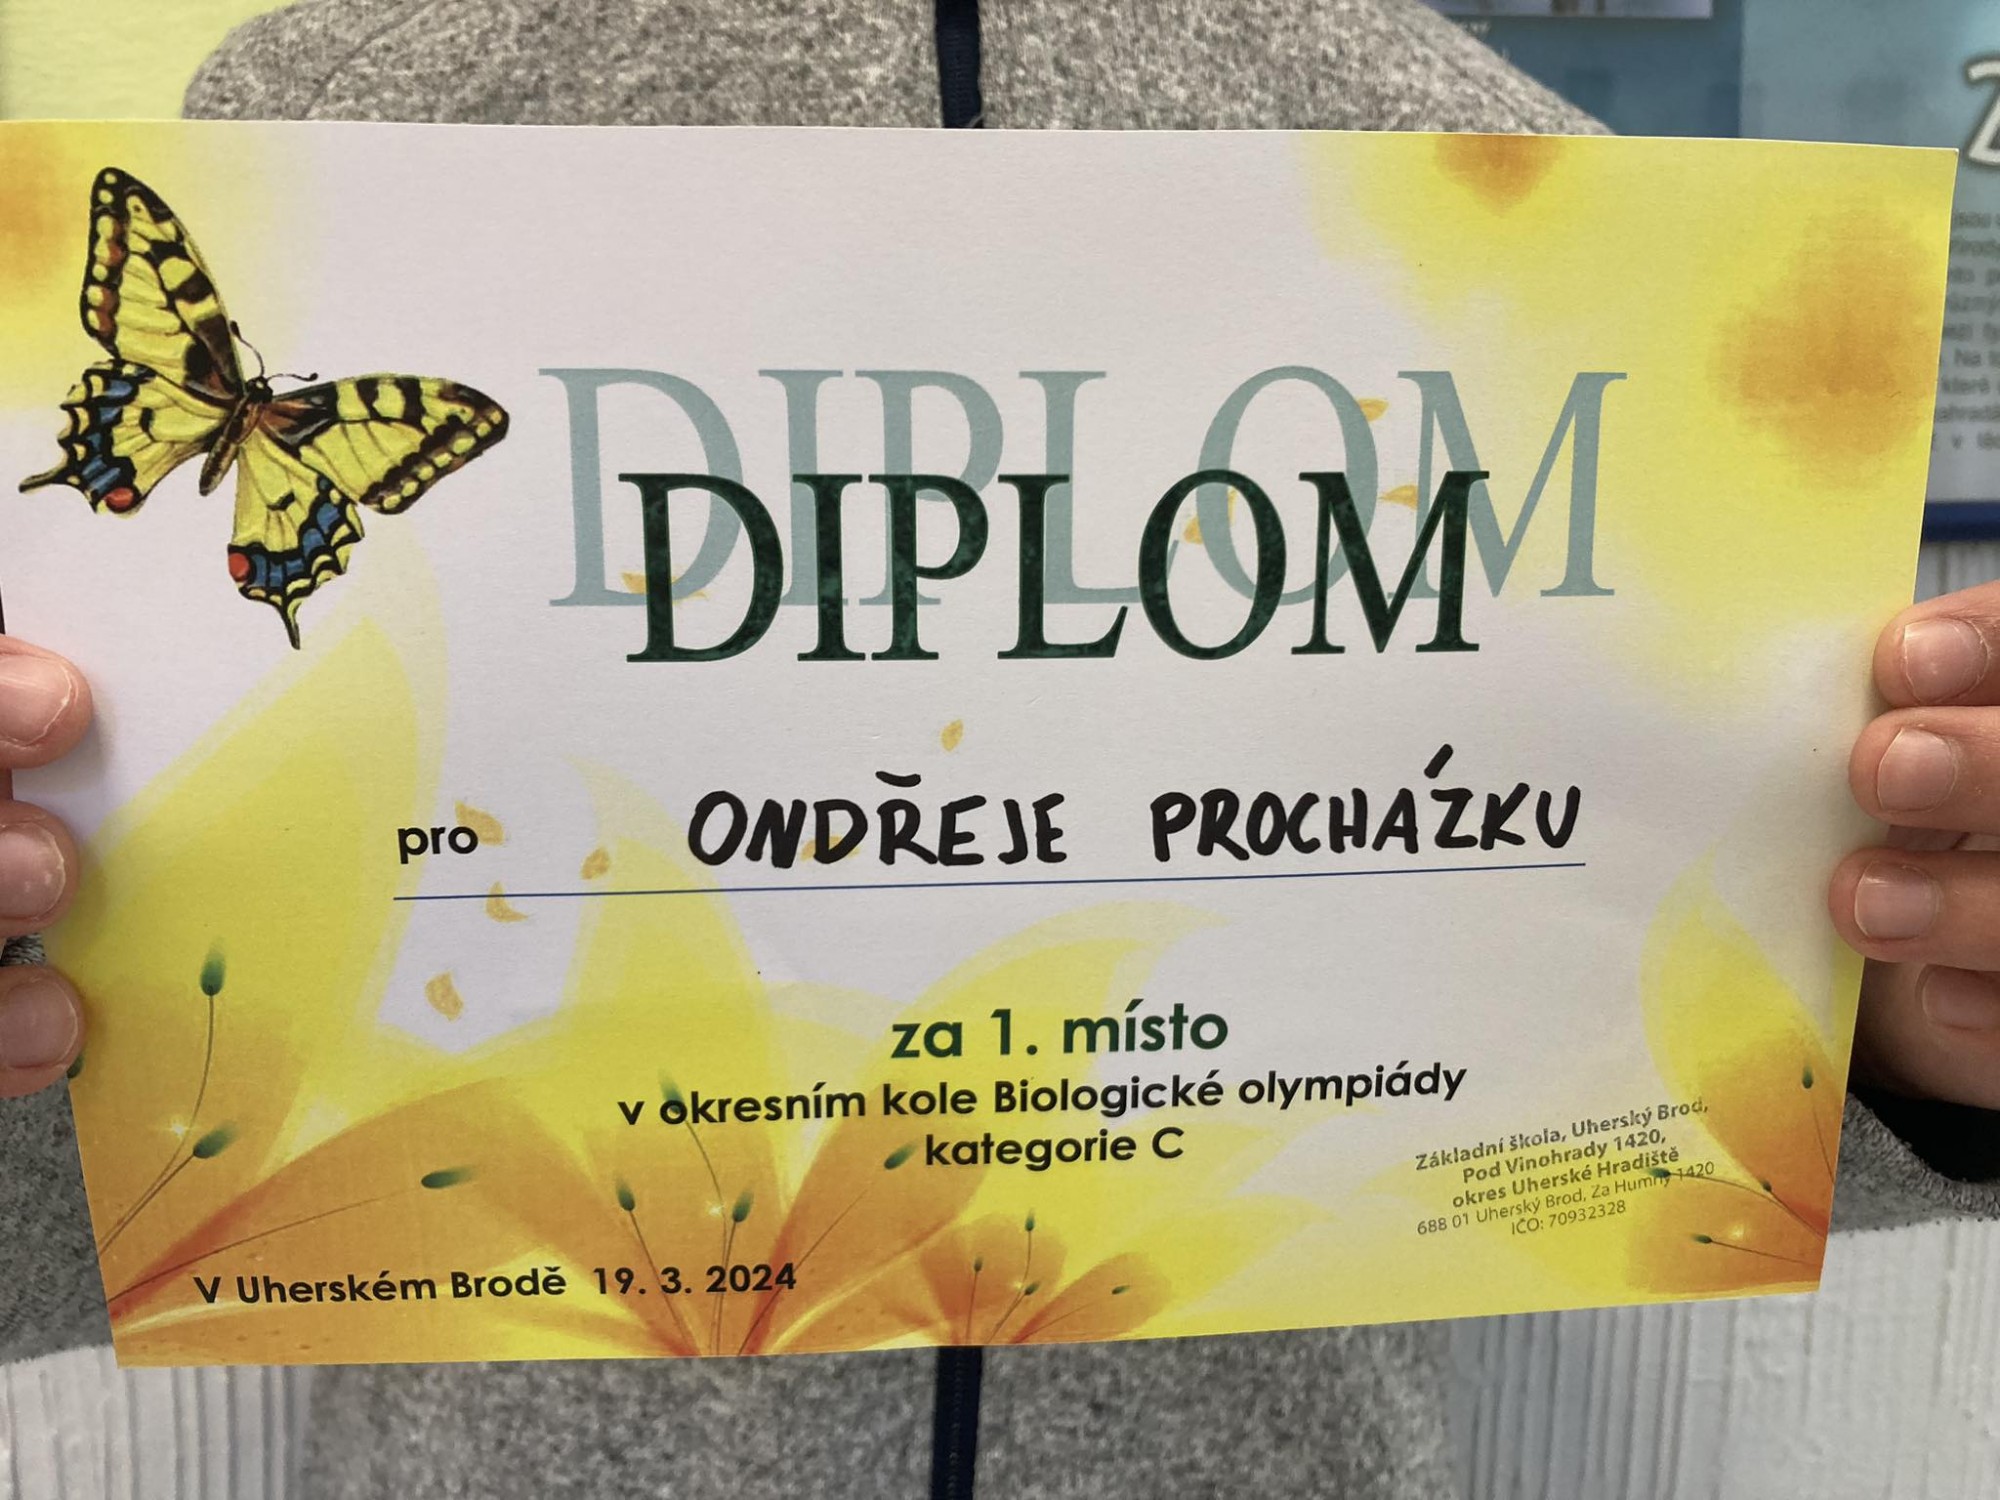 DIPLOM
DIPLOM
pro ONDŘEJE PROCHÁZKU
za 1. místo
v okresním kole Biologické olympiády
kategorie C
Základní škola, Uherský Brod,
Pod Vinohrady 1420,
okres Uherské Hradiště
688 01 Uherský Brod, Za Humny 1420
IČO: 70932328
V Uherském Brodě 19. 3. 2024